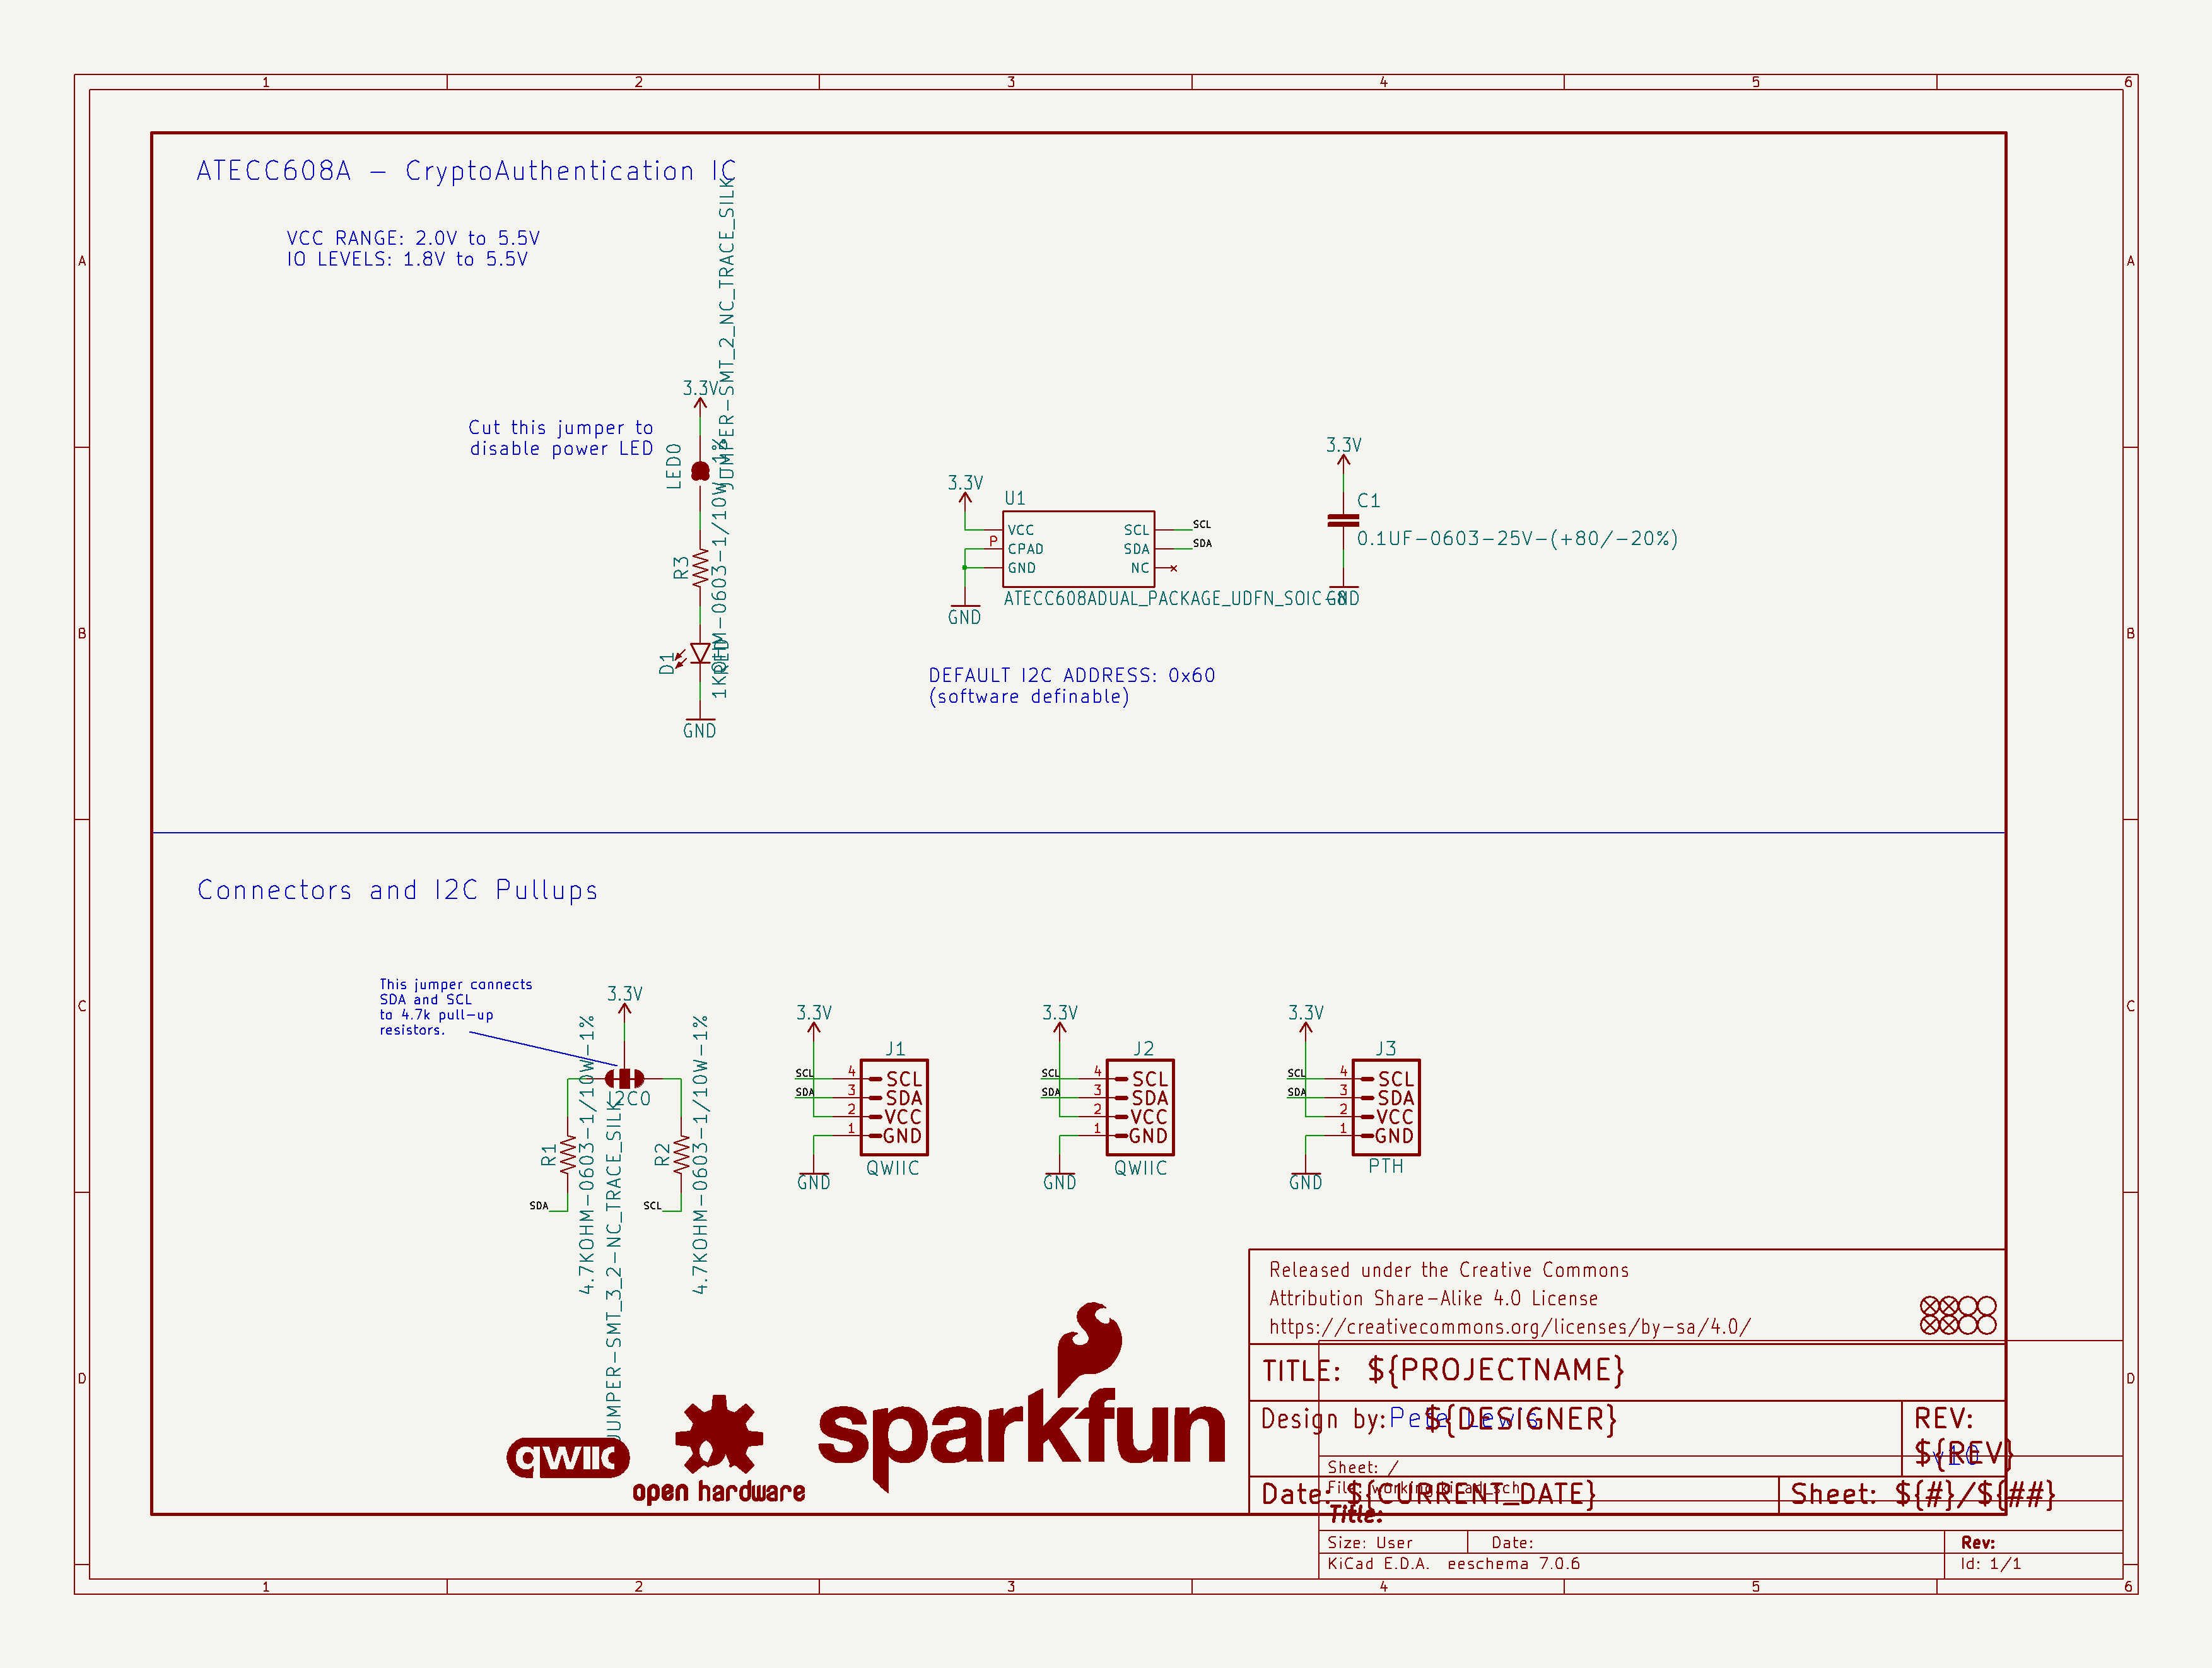 1 2 3 4 5 6
A A
B B
C C
D D
ATECC608A - CryptoAuthentication IC
VCC RANGE: 2.0V to 5.5V
IO LEVELS: 1.8V to 5.5V
JUMPER-SMT_2_NC_TRACE_SILK
3.3V
Cut this jumper to
disable power LED
LED0
R3
1KOHM-0603-1/10W-1%
D1
RED
GND
3.3V
U1
VCC
P
CPAD
GND
SCL
SDA
NC
SCL
SDA
ATECC608ADUAL_PACKAGE_UDFN_SOIC-8
GND
DEFAULT I2C ADDRESS: 0x60
(software definable)
3.3V
C1
0.1UF-0603-25V-(+80/-20%)
GND
Connectors and I2C Pullups
This jumper connects
SDA and SCL
to 4.7k pull-up
resistors.
3.3V
I2C0
JUMPER-SMT_3_2-NC_TRACE_SILK
R1
4.7KOHM-0603-1/10W-1%
R2
4.7KOHM-0603-1/10W-1%
SDA
SCL
3.3V
J1
SCL 4 SCL
SDA 3 SDA
2 VCC
1 GND
QWIIC
GND
3.3V
J2
SCL 4 SCL
SDA 3 SDA
2 VCC
1 GND
QWIIC
GND
3.3V
J3
SCL 4 SCL
SDA 3 SDA
2 VCC
1 GND
PTH
GND
qwiic
open hardware
sparkfun
Released under the Creative Commons
Attribution Share-Alike 4.0 License
https://creativecommons.org/licenses/by-sa/4.0/
TITLE: ${PROJECTNAME}
Design by: Pete Lewis
${DESIGNER}
REV:
${REV}
v10
Date: ${CURRENT_DATE}
Sheet: ${#}/${##}
Sheet: /
File: working.kicad_sch
Title:
Size: User Date: Rev:
KiCad E.D.A. eeschema 7.0.6 Id: 1/1
1 2 3 4 5 6